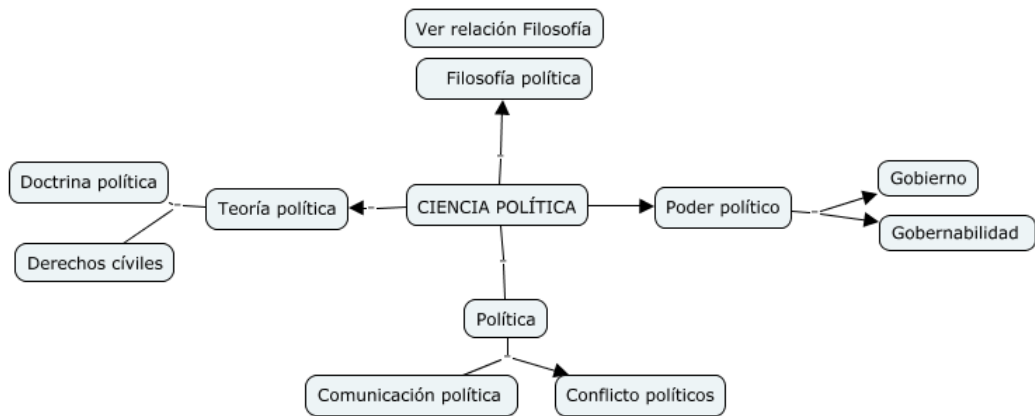 Ver relación Filosofía
Filosofía política
Doctrina política
Gobierno
Teoría política
CIENCIA POLÍTICA
Poder político
Gobernabilidad
Derechos cíviles
Política
Comunicación política
Conflicto políticos